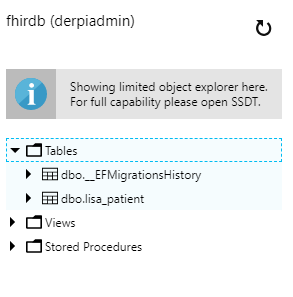 fhirdb (derpiadmin)
Showing limited object explorer here.
For full capability please open SSDT.
Tables
dbo.__EFMigrationsHistory
dbo.lisa_patient
Views
Stored Procedures